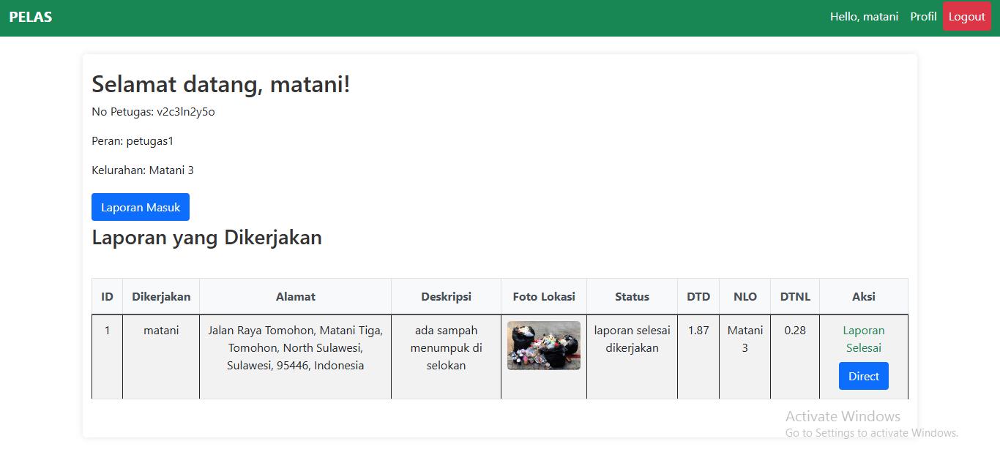 PELAS
Hello, matani Profil Logout
Selamat datang, matani!
No Petugas: v2c3ln2y5o
Peran: petugas1
Kelurahan: Matani 3
Laporan Masuk
Laporan yang Dikerjakan
ID Dikerjakan Alamat Deskripsi Foto Lokasi Status DTD NLO DTNL Aksi
1 matani Jalan Raya Tomohon, Matani Tiga, ada sampah laporan selesai 1.87 Matani 0.28 Laporan
Tomohon, North Sulawesi, menumpuk di dikerjakan 3 Selesai
Sulawesi, 95446, Indonesia selokan
Direct
Activate Windows
Go to Settings to activate Windows.